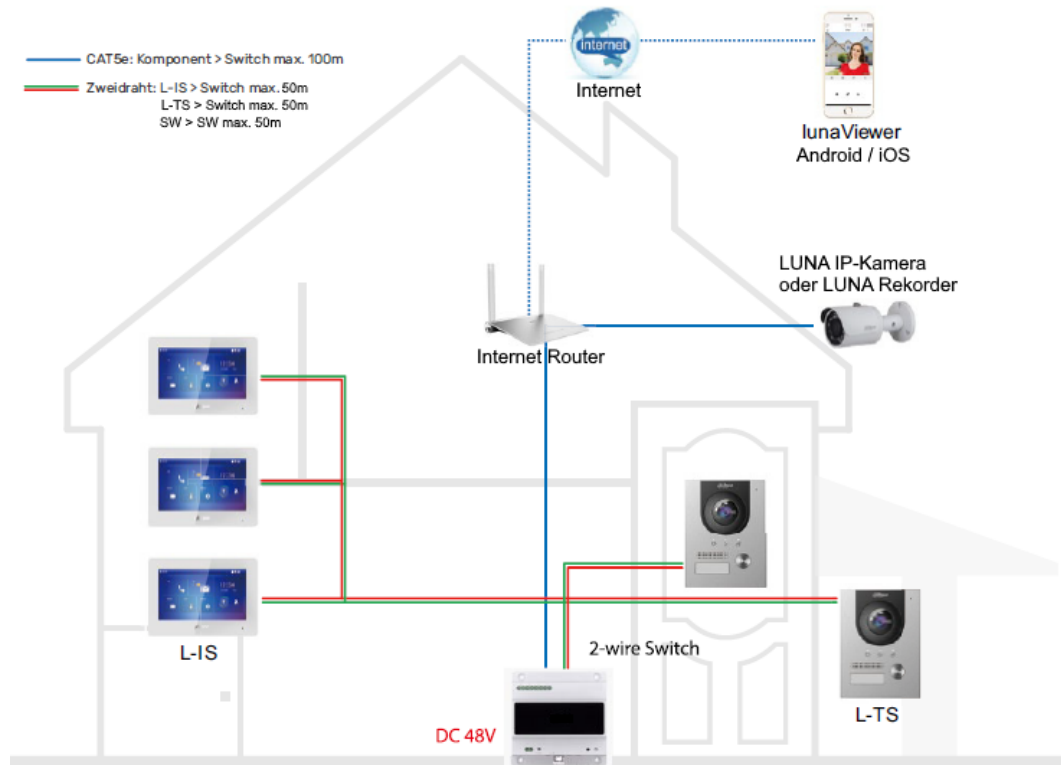 CAT5e: Komponent > Switch max. 100m
Zweidraht: L-IS > Switch max. 50m
L-TS > Switch max. 50m
SW > SW max. 50m
internet
Internet
lunaViewer
Android / iOS
LUNA IP-Kamera
oder LUNA Rekorder
Internet Router
L-IS
2-wire Switch
L-TS
DC 48V